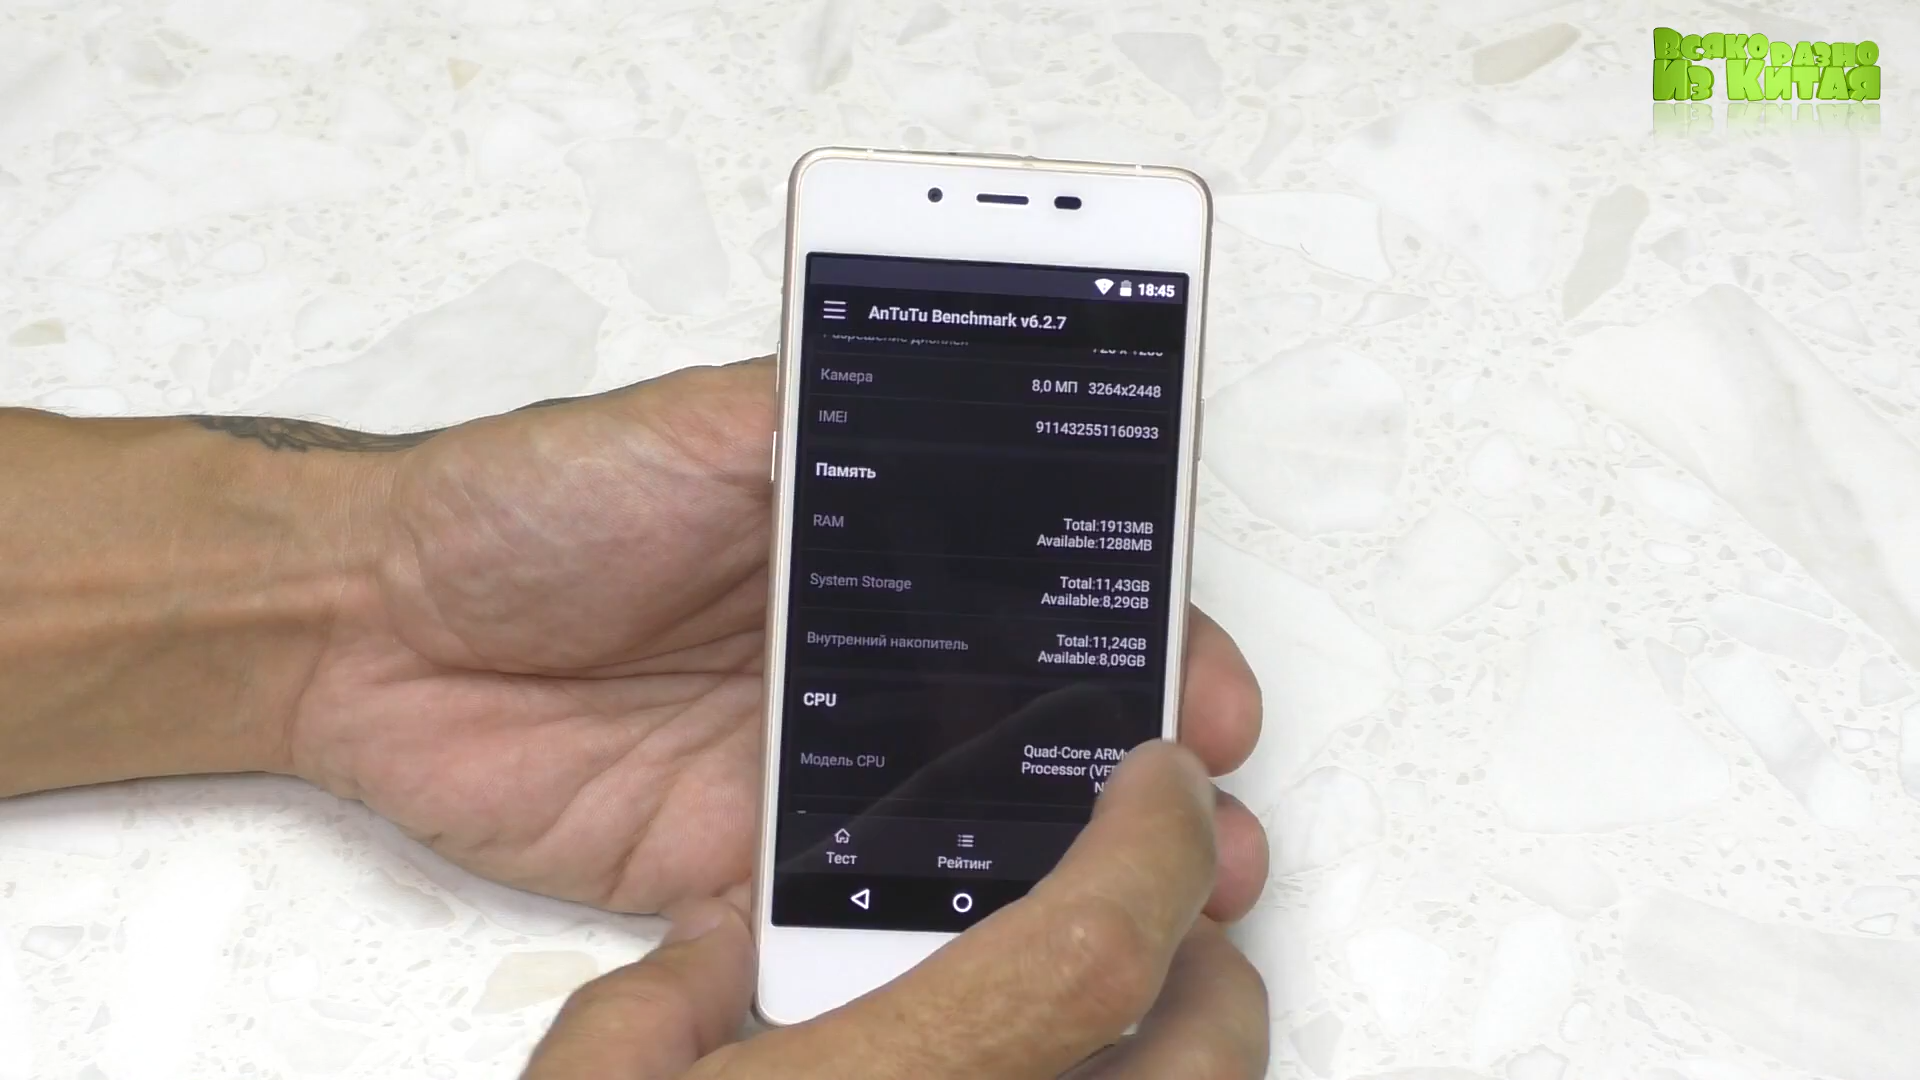 Всяко разно
Из Китая
18:45
AnTuTu Benchmark v6.2.7
Камера 8,0 МП 3264x2448
IMEI 911432551160933
Память
RAM Total:1913MB
Available:1288MB
System Storage Total:11,43GB
Available:8,29GB
Внутренний накопитель Total:11,24GB
Available:8,09GB
CPU
Модель CPU Quad-Core
Processor
Тест Рейтинг